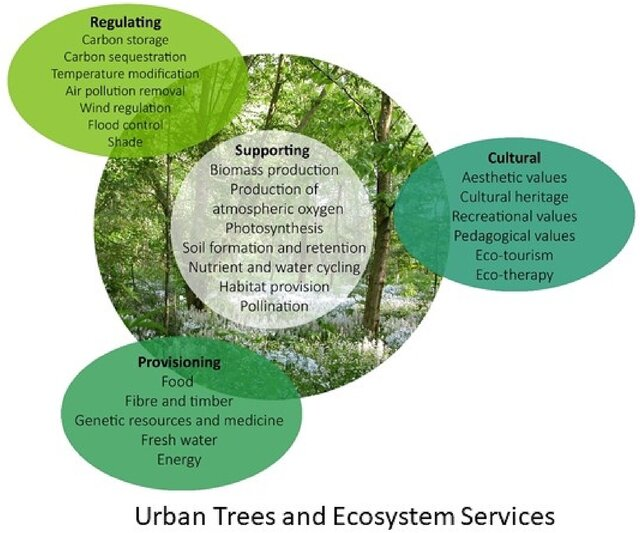 Regulating
Carbon storage
Carbon sequestration
Temperature modification
Air pollution removal
Wind regulation
Flood control
Shade
Supporting
Biomass production
Production of
atmospheric oxygen
Photosynthesis
Soil formation and retention
Nutrient and water cycling
Habitat provision
Pollination
Cultural
Aesthetic values
Cultural heritage
Recreational values
Pedagogical values
Eco-tourism
Eco-therapy
Provisioning
Food
Fibre and timber
Genetic resources and medicine
Fresh water
Energy
Urban Trees and Ecosystem Services